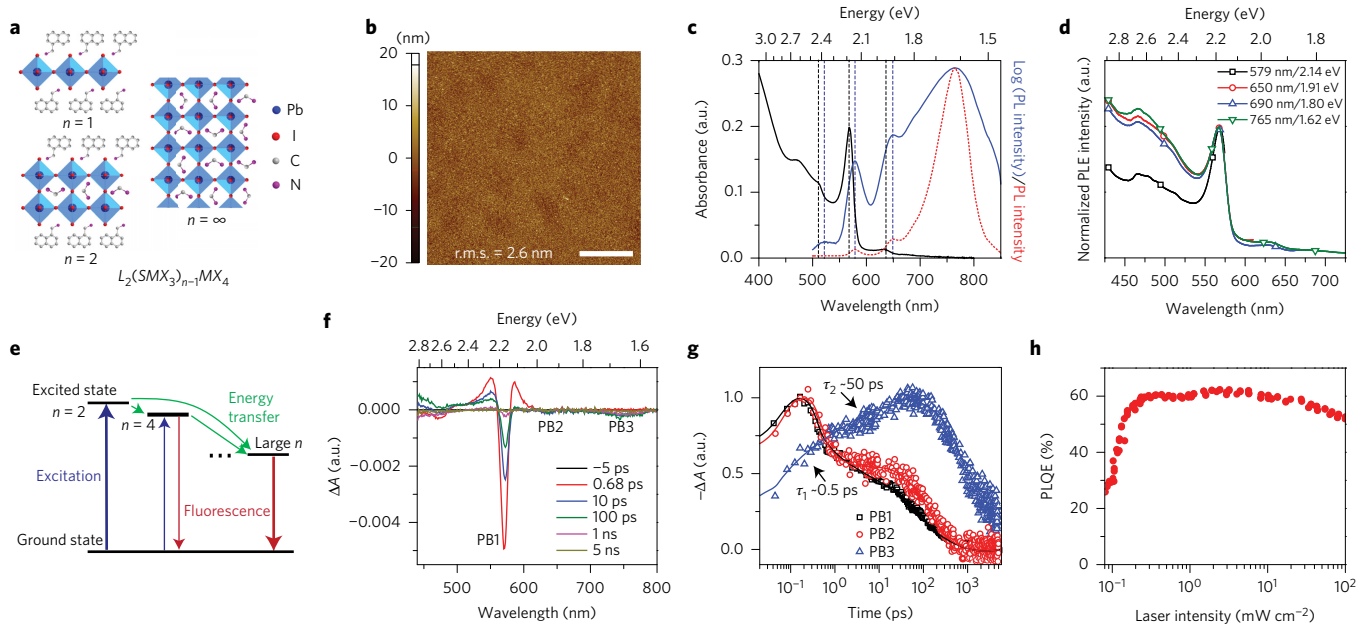 a
n = 1
n = 2
n = ∞
Pb
I
C
N
L2(SMX3)n−1MX4
b
(nm)
20
10
0
−10
−20
r.m.s. = 2.6 nm
c
Energy (eV)
3.0 2.7 2.4 2.1 1.8 1.5
0.3
0.2
0.1
0.0
Absorbance (a.u.)
Log (PL intensity)/PL intensity
400 500 600 700 800
Wavelength (nm)
d
Energy (eV)
2.8 2.6 2.4 2.2 2.0 1.8
579 nm/2.14 eV
650 nm/1.91 eV
690 nm/1.80 eV
765 nm/1.62 eV
Normalized PLE intensity (a.u.)
450 500 550 600 650 700
Wavelength (nm)
e
Excited state
n = 2
n = 4
Energy
transfer
Large n
Excitation
Fluorescence
Ground state
f
Energy (eV)
2.8 2.6 2.4 2.2 2.0 1.8 1.6
0.000
−0.002
−0.004
ΔA (a.u.)
PB1
PB2
PB3
−5 ps
0.68 ps
10 ps
100 ps
1 ns
5 ns
500 600 700 800
Wavelength (nm)
g
1.0
0.5
0.0
−ΔA (a.u.)
τ2 ~50 ps
τ1 ~0.5 ps
PB1
PB2
PB3
10−1 100 101 102 103
Time (ps)
h
60
40
20
0
PLQE (%)
10−1 100 101 102
Laser intensity (mW cm−2)